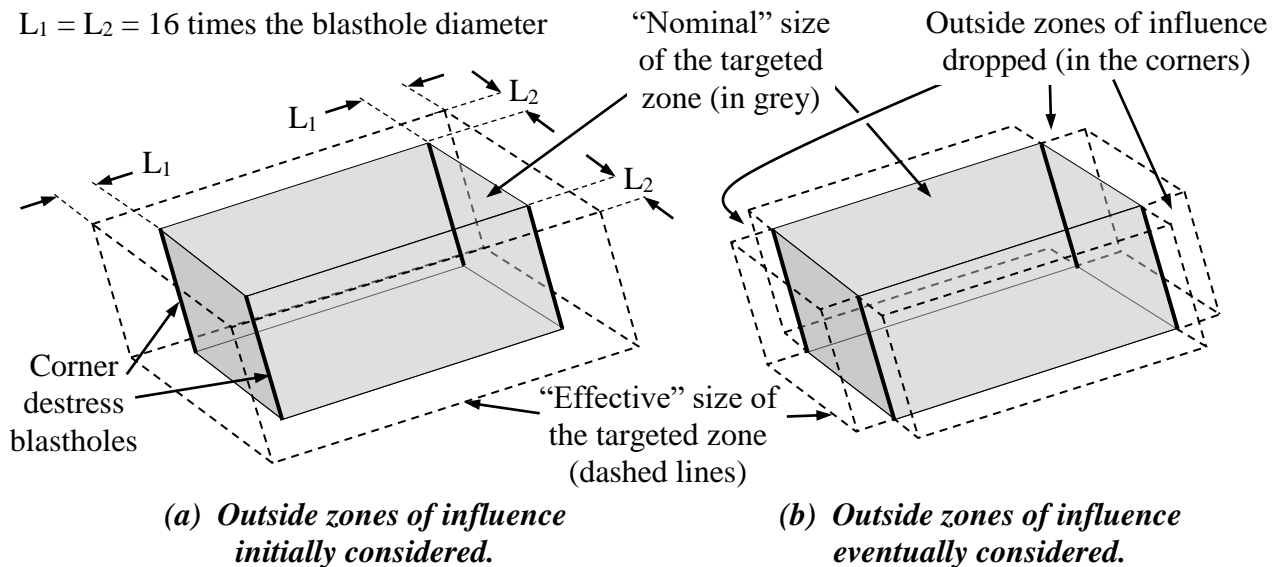 L1 = L2 = 16 times the blasthole diameter
“Nominal” size
of the targeted
zone (in grey)
Outside zones of influence
dropped (in the corners)
L2
L1
L1
L2
Corner
destress
blastholes
“Effective” size of
the targeted zone
(dashed lines)
(a) Outside zones of influence
initially considered.
(b) Outside zones of influence
eventually considered.